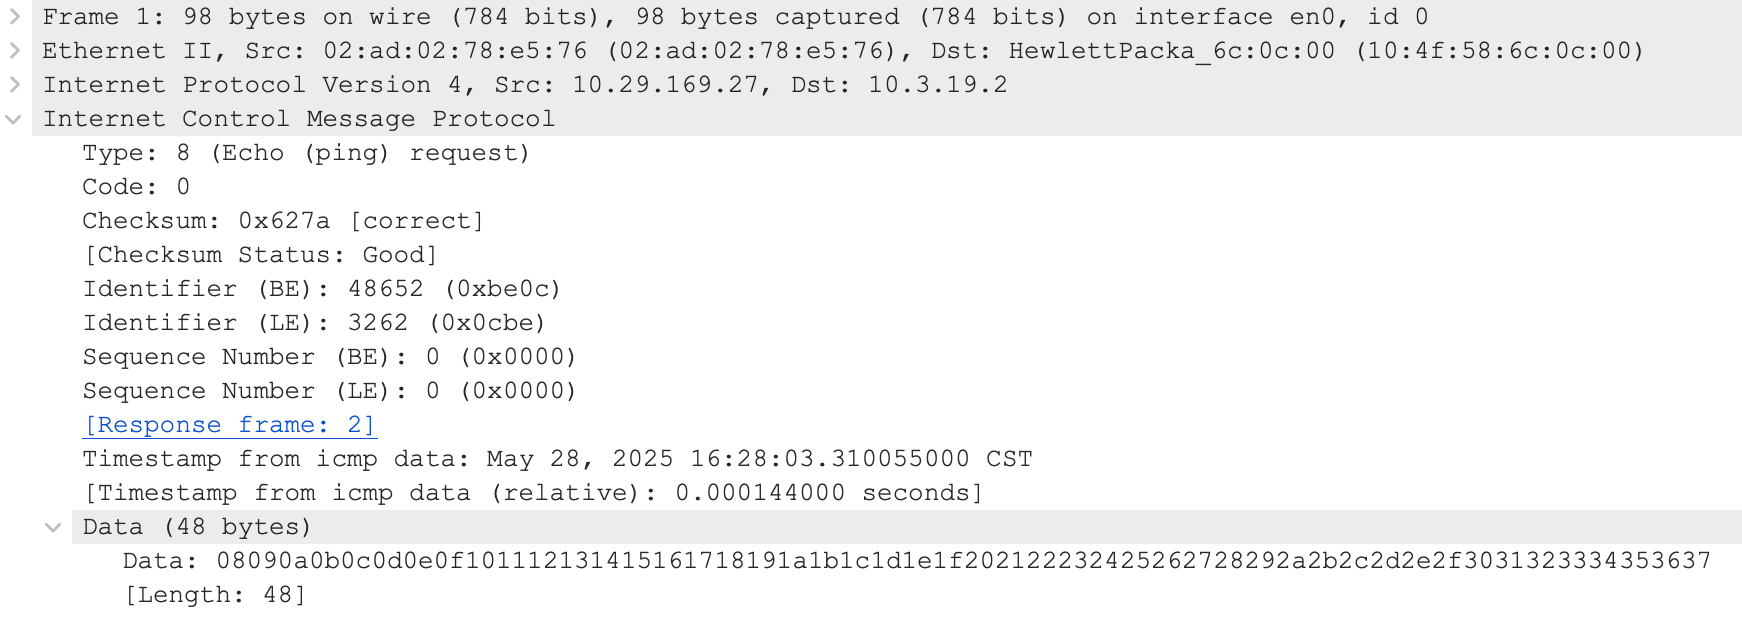 Frame 1: 98 bytes on wire (784 bits), 98 bytes captured (784 bits) on interface en0, id 0
Ethernet II, Src: 02:ad:02:78:e5:76 (02:ad:02:78:e5:76), Dst: HewlettPacka_6c:0c:00 (10:4f:58:6c:0c:00)
Internet Protocol Version 4, Src: 10.29.169.27, Dst: 10.3.19.2
Internet Control Message Protocol
Type: 8 (Echo (ping) request)
Code: 0
Checksum: 0x627a [correct]
[Checksum Status: Good]
Identifier (BE): 48652 (0xbe0c)
Identifier (LE): 3262 (0x0cbe)
Sequence Number (BE): 0 (0x0000)
Sequence Number (LE): 0 (0x0000)
[Response frame: 2]
Timestamp from icmp data: May 28, 2025 16:28:03.310055000 CST
[Timestamp from icmp data (relative): 0.000144000 seconds]
Data (48 bytes)
Data: 08090a0b0c0d0e0f101112131415161718191a1b1c1d1e1f202122232425262728292a2b2c2d2e2f3031323334353637
[Length: 48]